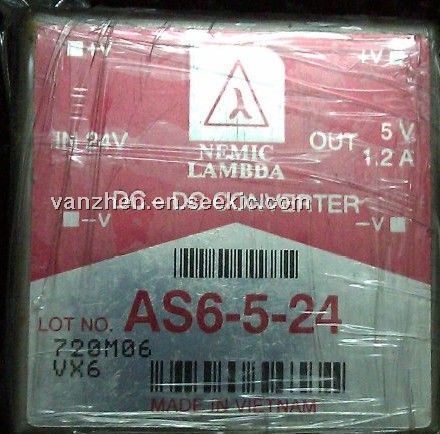 +V +V
IN 24V NEMIC LAMBDA OUT 5 V 1.2 A
DC - DC CONVERTER
vanzhen.en.seekic.com
-V -V
AS6-5-24
LOT NO.
720M06
VX6
MADE IN VIETNAM